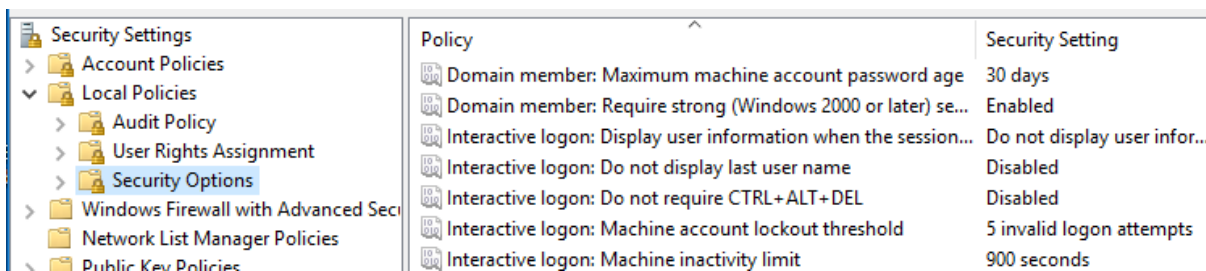 Security Settings
Account Policies
Local Policies
Audit Policy
User Rights Assignment
Security Options
Windows Firewall with Advanced Secu
Network List Manager Policies
Public Key Policies
Policy Security Setting
Domain member: Maximum machine account password age 30 days
Domain member: Require strong (Windows 2000 or later) se... Enabled
Interactive logon: Display user information when the session... Do not display user infor...
Interactive logon: Do not display last user name Disabled
Interactive logon: Do not require CTRL+ALT+DEL Disabled
Interactive logon: Machine account lockout threshold 5 invalid logon attempts
Interactive logon: Machine inactivity limit 900 seconds